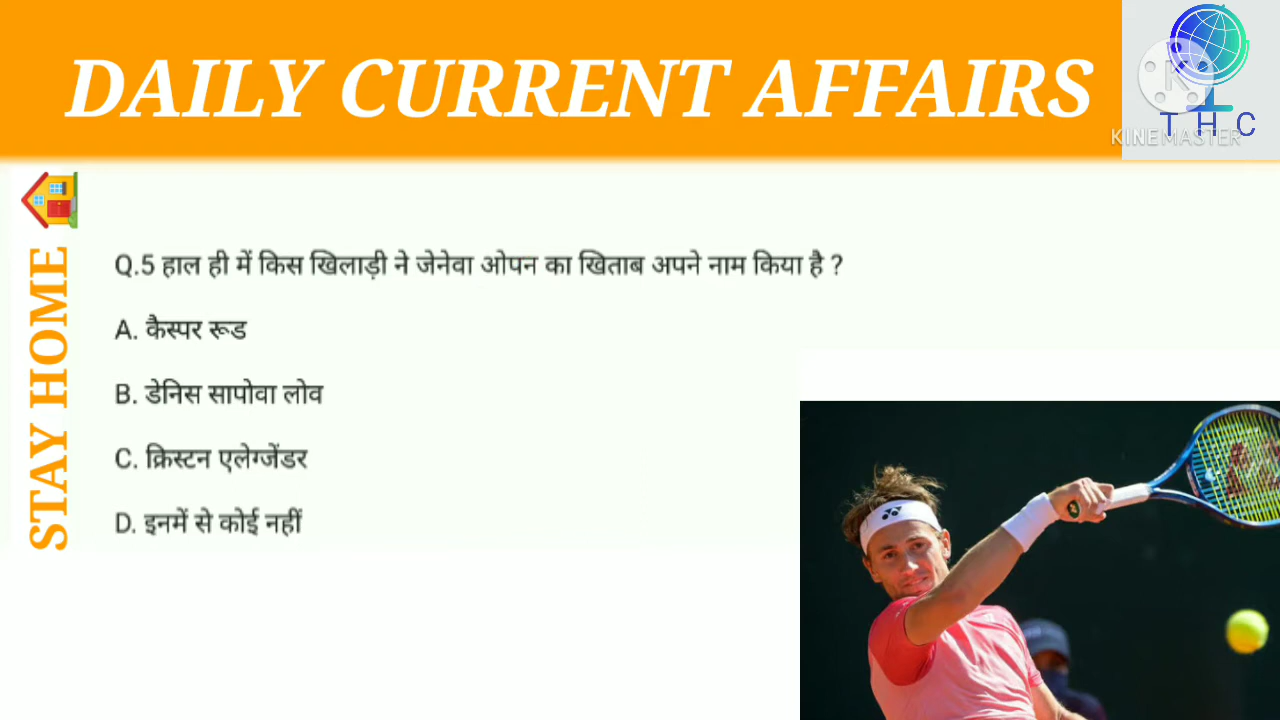 DAILY CURRENT AFFAIRS
T H C
KINEMASTER
STAY HOME
Q.5 हाल ही में किस खिलाड़ी ने जेनेवा ओपन का खिताब अपने नाम किया है ?
A. कैस्पर रूड
B. डेनिस सापोवा लोव
C. क्रिस्टन एलेग्जेंडर
D. इनमें से कोई नहीं